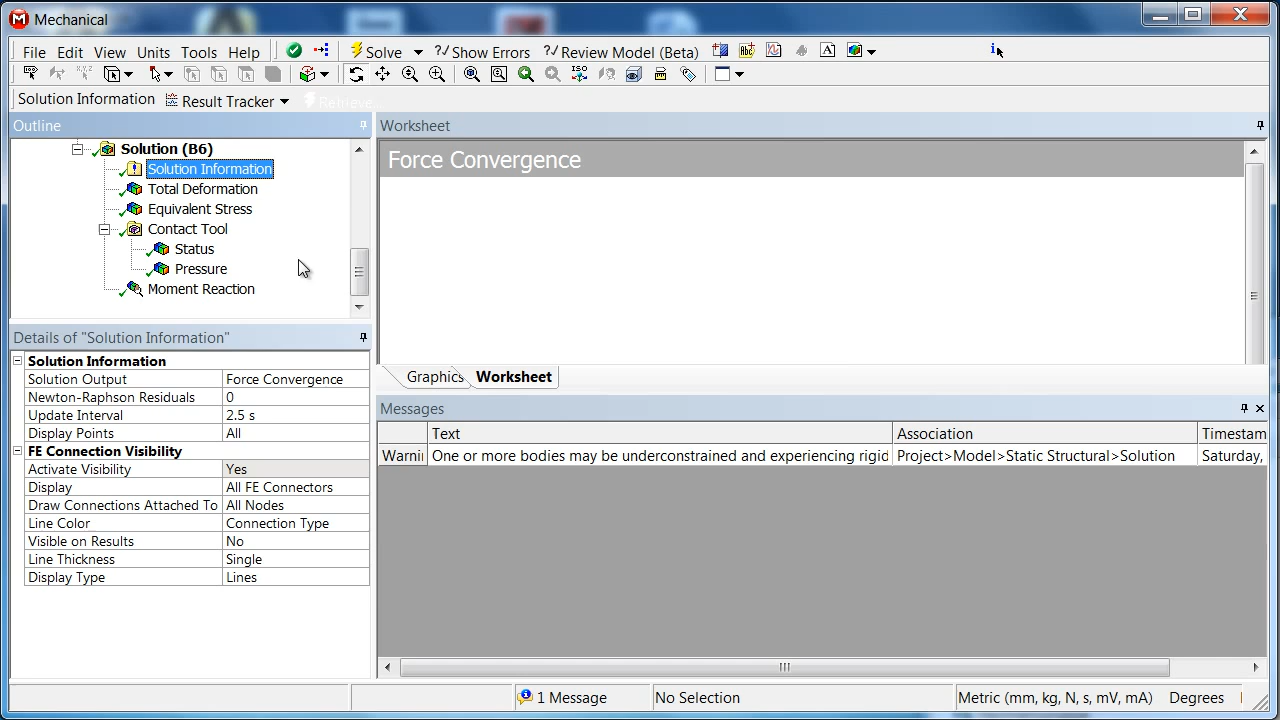 Mechanical
File Edit View Units Tools Help Solve ?/Show Errors ?/Review Model (Beta)
Solution Information Result Tracker Retrieve
Outline
Solution (B6)
Solution Information
Total Deformation
Equivalent Stress
Contact Tool
Status
Pressure
Moment Reaction
Details of "Solution Information"
Solution Information
Solution Output Force Convergence
Newton-Raphson Residuals 0
Update Interval 2.5 s
Display Points All
FE Connection Visibility
Activate Visibility Yes
Display All FE Connectors
Draw Connections Attached To All Nodes
Line Color Connection Type
Visible on Results No
Line Thickness Single
Display Type Lines
Worksheet
Force Convergence
Graphics Worksheet
Messages
Text Association Timestam
Warni One or more bodies may be underconstrained and experiencing rigid Project>Model>Static Structural>Solution Saturday,
1 Message No Selection Metric (mm, kg, N, s, mV, mA) Degrees